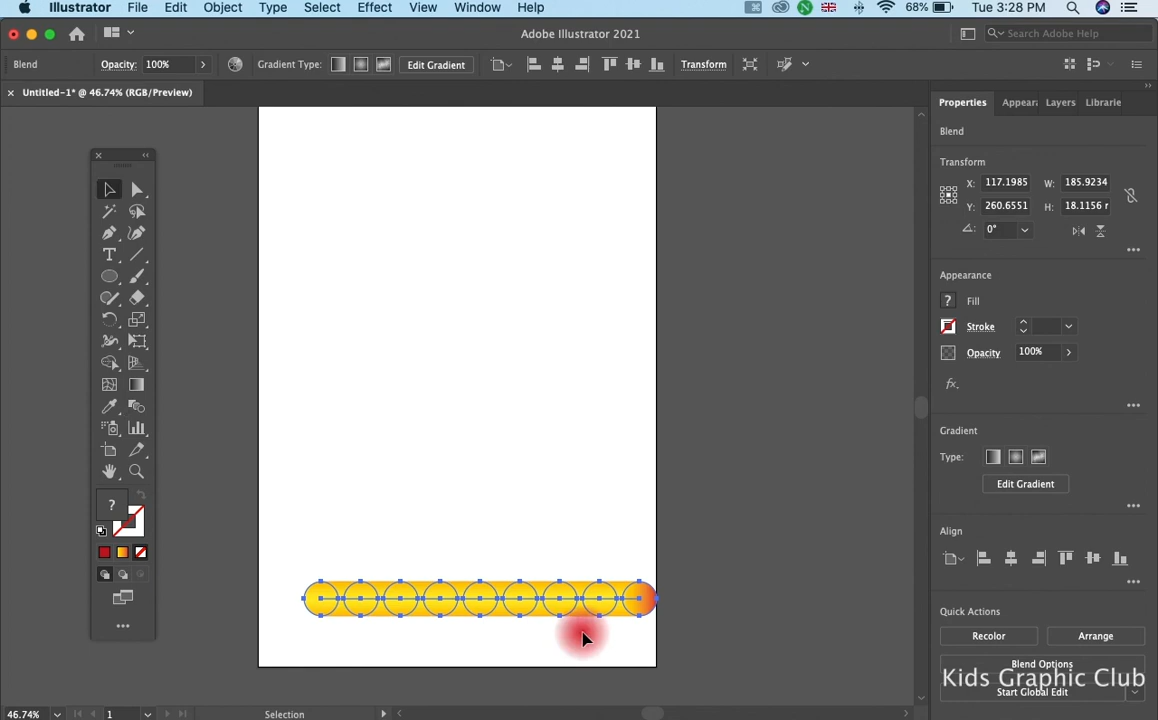 Illustrator File Edit Object Type Select Effect View Window Help 68% Tue 3:28 PM
Adobe Illustrator 2021 Search Adobe Help
Blend Opacity: 100% Gradient Type: Edit Gradient Transform
× Untitled-1* @ 46.74% (RGB/Preview)
Properties Appear Layers Librarie
Blend
Transform
X: 117.1985 W: 185.9234
Y: 260.6551 H: 18.1156 r
0°
Appearance
? Fill
Stroke
Opacity 100%
fx.
Gradient
Type:
Edit Gradient
Align
Quick Actions
Recolor Arrange
Blend Options
Kids Graphic Club
Start Global Edit
?
46.74% 1 Selection